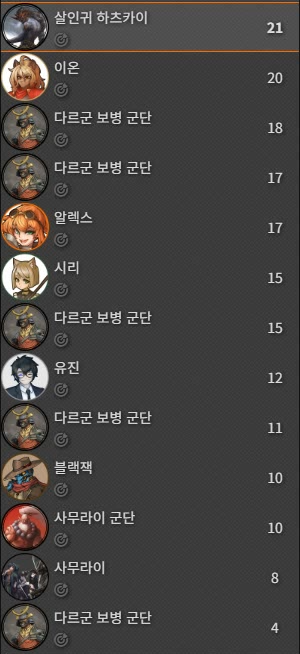 살인귀 하츠카이
21
이온
20
다르군 보병 군단
18
다르군 보병 군단
17
알렉스
17
시리
15
다르군 보병 군단
15
유진
12
다르군 보병 군단
11
블랙잭
10
사무라이 군단
10
사무라이
8
다르군 보병 군단
4